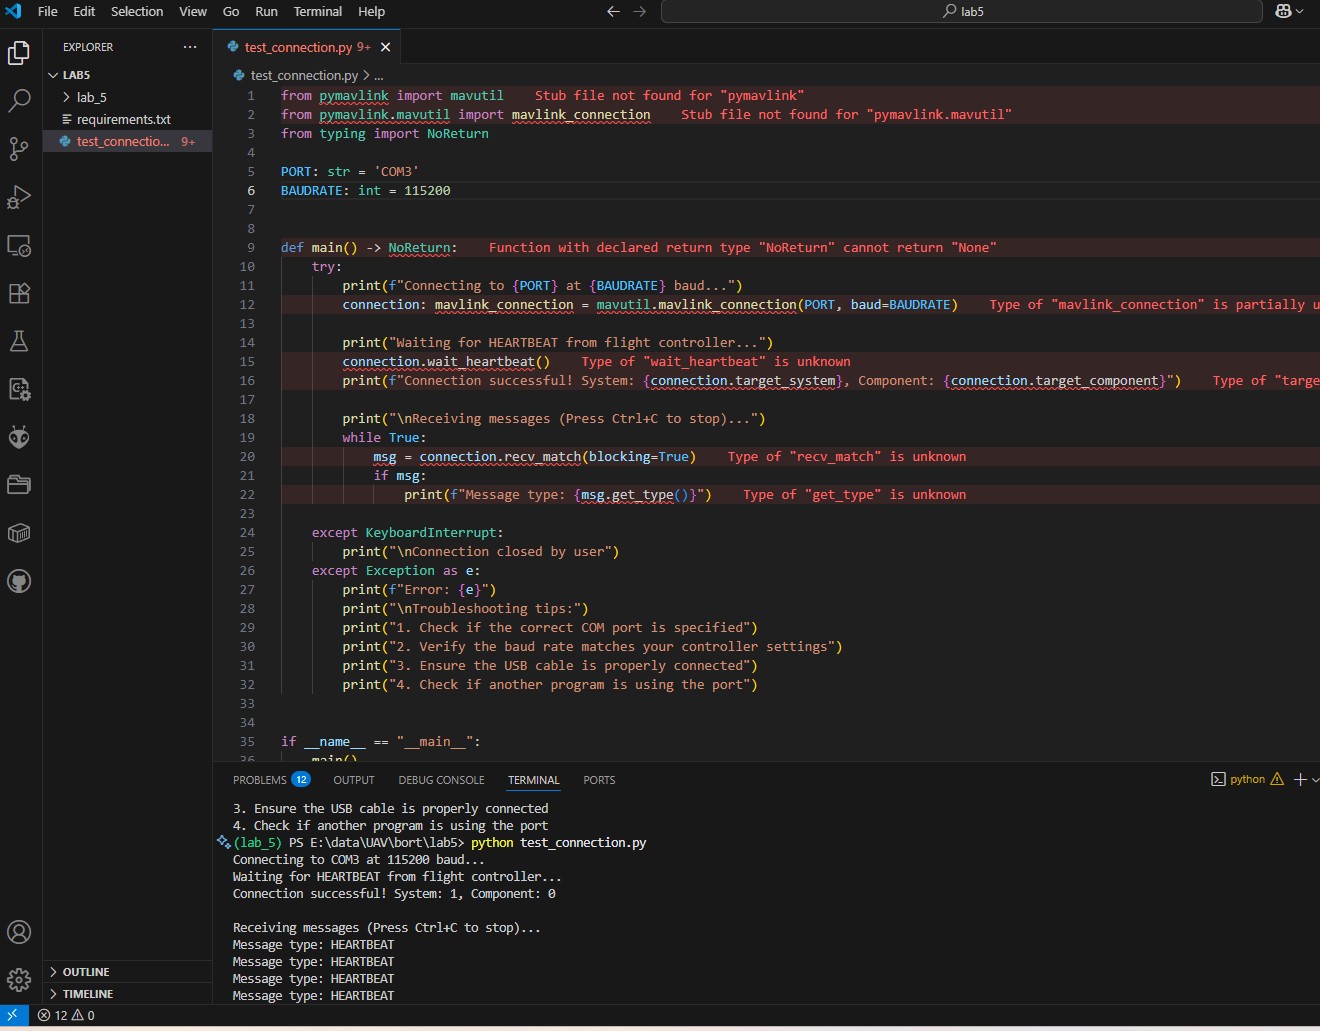 File Edit Selection View Go Run Terminal Help
lab5
EXPLORER
LAB5
lab_5
requirements.txt
test_connectio... 9+
OUTLINE
TIMELINE
test_connection.py 9+
test_connection.py > ...
1 from pymavlink import mavutil Stub file not found for "pymavlink"
2 from pymavlink.mavutil import mavlink_connection Stub file not found for "pymavlink.mavutil"
3 from typing import NoReturn
4
5 PORT: str = 'COM3'
6 BAUDRATE: int = 115200
7
8
9 def main() -> NoReturn: Function with declared return type "NoReturn" cannot return "None"
10 try:
11 print(f"Connecting to {PORT} at {BAUDRATE} baud...")
12 connection: mavlink_connection = mavutil.mavlink_connection(PORT, baud=BAUDRATE) Type of "mavlink_connection" is partially u
13
14 print("Waiting for HEARTBEAT from flight controller...")
15 connection.wait_heartbeat() Type of "wait_heartbeat" is unknown
16 print(f"Connection successful! System: {connection.target_system}, Component: {connection.target_component}") Type of "targe
17
18 print("\nReceiving messages (Press Ctrl+C to stop)...")
19 while True:
20 msg = connection.recv_match(blocking=True) Type of "recv_match" is unknown
21 if msg:
22 print(f"Message type: {msg.get_type()}") Type of "get_type" is unknown
23
24 except KeyboardInterrupt:
25 print("\nConnection closed by user")
26 except Exception as e:
27 print(f"Error: {e}")
28 print("\nTroubleshooting tips:")
29 print("1. Check if the correct COM port is specified")
30 print("2. Verify the baud rate matches your controller settings")
31 print("3. Ensure the USB cable is properly connected")
32 print("4. Check if another program is using the port")
33
34
35 if __name__ == "__main__":
36 main()
PROBLEMS 12 OUTPUT DEBUG CONSOLE TERMINAL PORTS
python
3. Ensure the USB cable is properly connected
4. Check if another program is using the port
(lab_5) PS E:\data\UAV\bort\lab5> python test_connection.py
Connecting to COM3 at 115200 baud...
Waiting for HEARTBEAT from flight controller...
Connection successful! System: 1, Component: 0
Receiving messages (Press Ctrl+C to stop)...
Message type: HEARTBEAT
Message type: HEARTBEAT
Message type: HEARTBEAT
Message type: HEARTBEAT
12 0